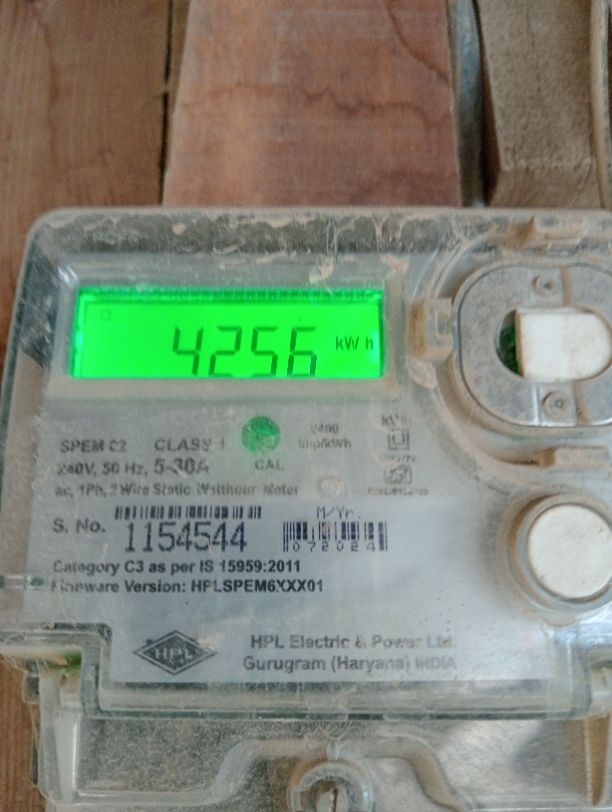 4256 kWh
SPEM C2 CLASS 1
240V, 50 Hz, 5-30A CAL
imp/kWh
ac, 1Ph, 2 Wire Static Watthour Meter
M/Yr.
S. No. 1154544
072024
Category C3 as per IS 15959:2011
Firmware Version: HPLSPEM6XXX01
HPL
HPL Electric & Power Ltd.
Gurugram (Haryana) INDIA